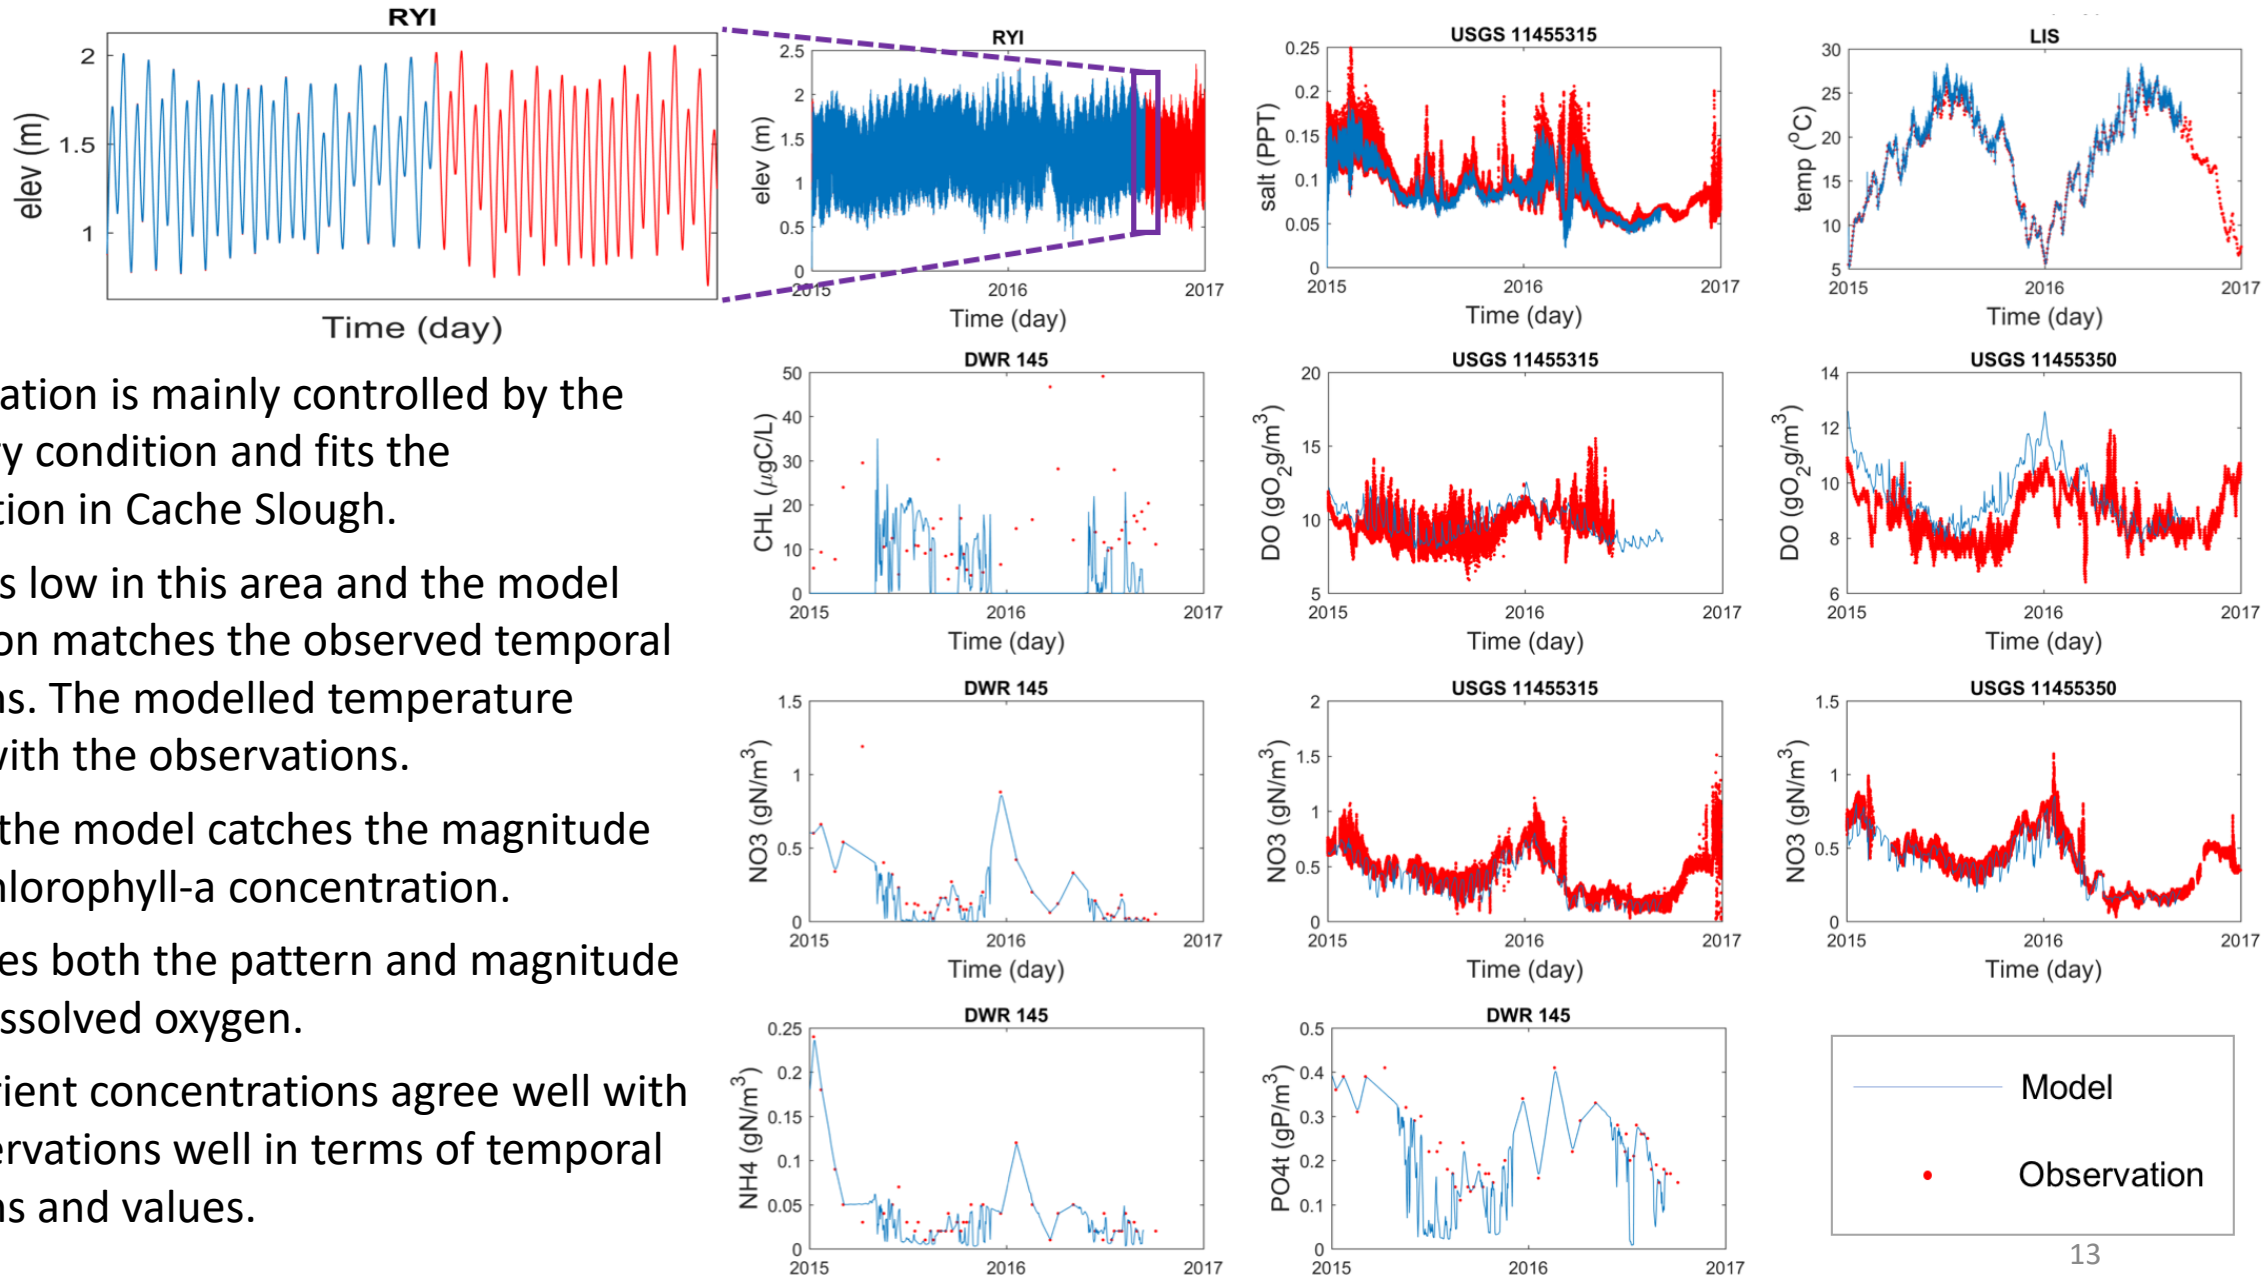 RYI
2
1.5
1
elev (m)
Time (day)
RYI
2.5
2
1.5
1
0.5
0
elev (m)
2015
2016
2017
Time (day)
USGS 11455315
0.25
0.2
0.15
0.1
0.05
0
salt (PPT)
2015
2016
2017
Time (day)
LIS
30
25
20
15
10
5
temp (°C)
2015
2016
2017
Time (day)
ation is mainly controlled by the
ry condition and fits the
tion in Cache Slough.
s low in this area and the model
on matches the observed temporal
ns. The modelled temperature
with the observations.
the model catches the magnitude
hlorophyll-a concentration.
es both the pattern and magnitude
issolved oxygen.
rient concentrations agree well with
ervations well in terms of temporal
ns and values.
DWR 145
50
40
30
20
10
0
CHL (µgC/L)
2015
2016
2017
Time (day)
USGS 11455315
20
15
10
5
DO (gO2g/m3)
2015
2016
2017
Time (day)
USGS 11455350
14
12
10
8
6
DO (gO2g/m3)
2015
2016
2017
Time (day)
DWR 145
1.5
1
0.5
0
NO3 (gN/m3)
2015
2016
2017
Time (day)
USGS 11455315
2
1.5
1
0.5
0
NO3 (gN/m3)
2015
2016
2017
Time (day)
USGS 11455350
1.5
1
0.5
0
NO3 (gN/m3)
2015
2016
2017
Time (day)
DWR 145
0.25
0.2
0.15
0.1
0.05
0
NH4 (gN/m3)
2015
2016
2017
DWR 145
0.5
0.4
0.3
0.2
0.1
0
PO4t (gP/m3)
2015
2016
2017
Model
Observation
13